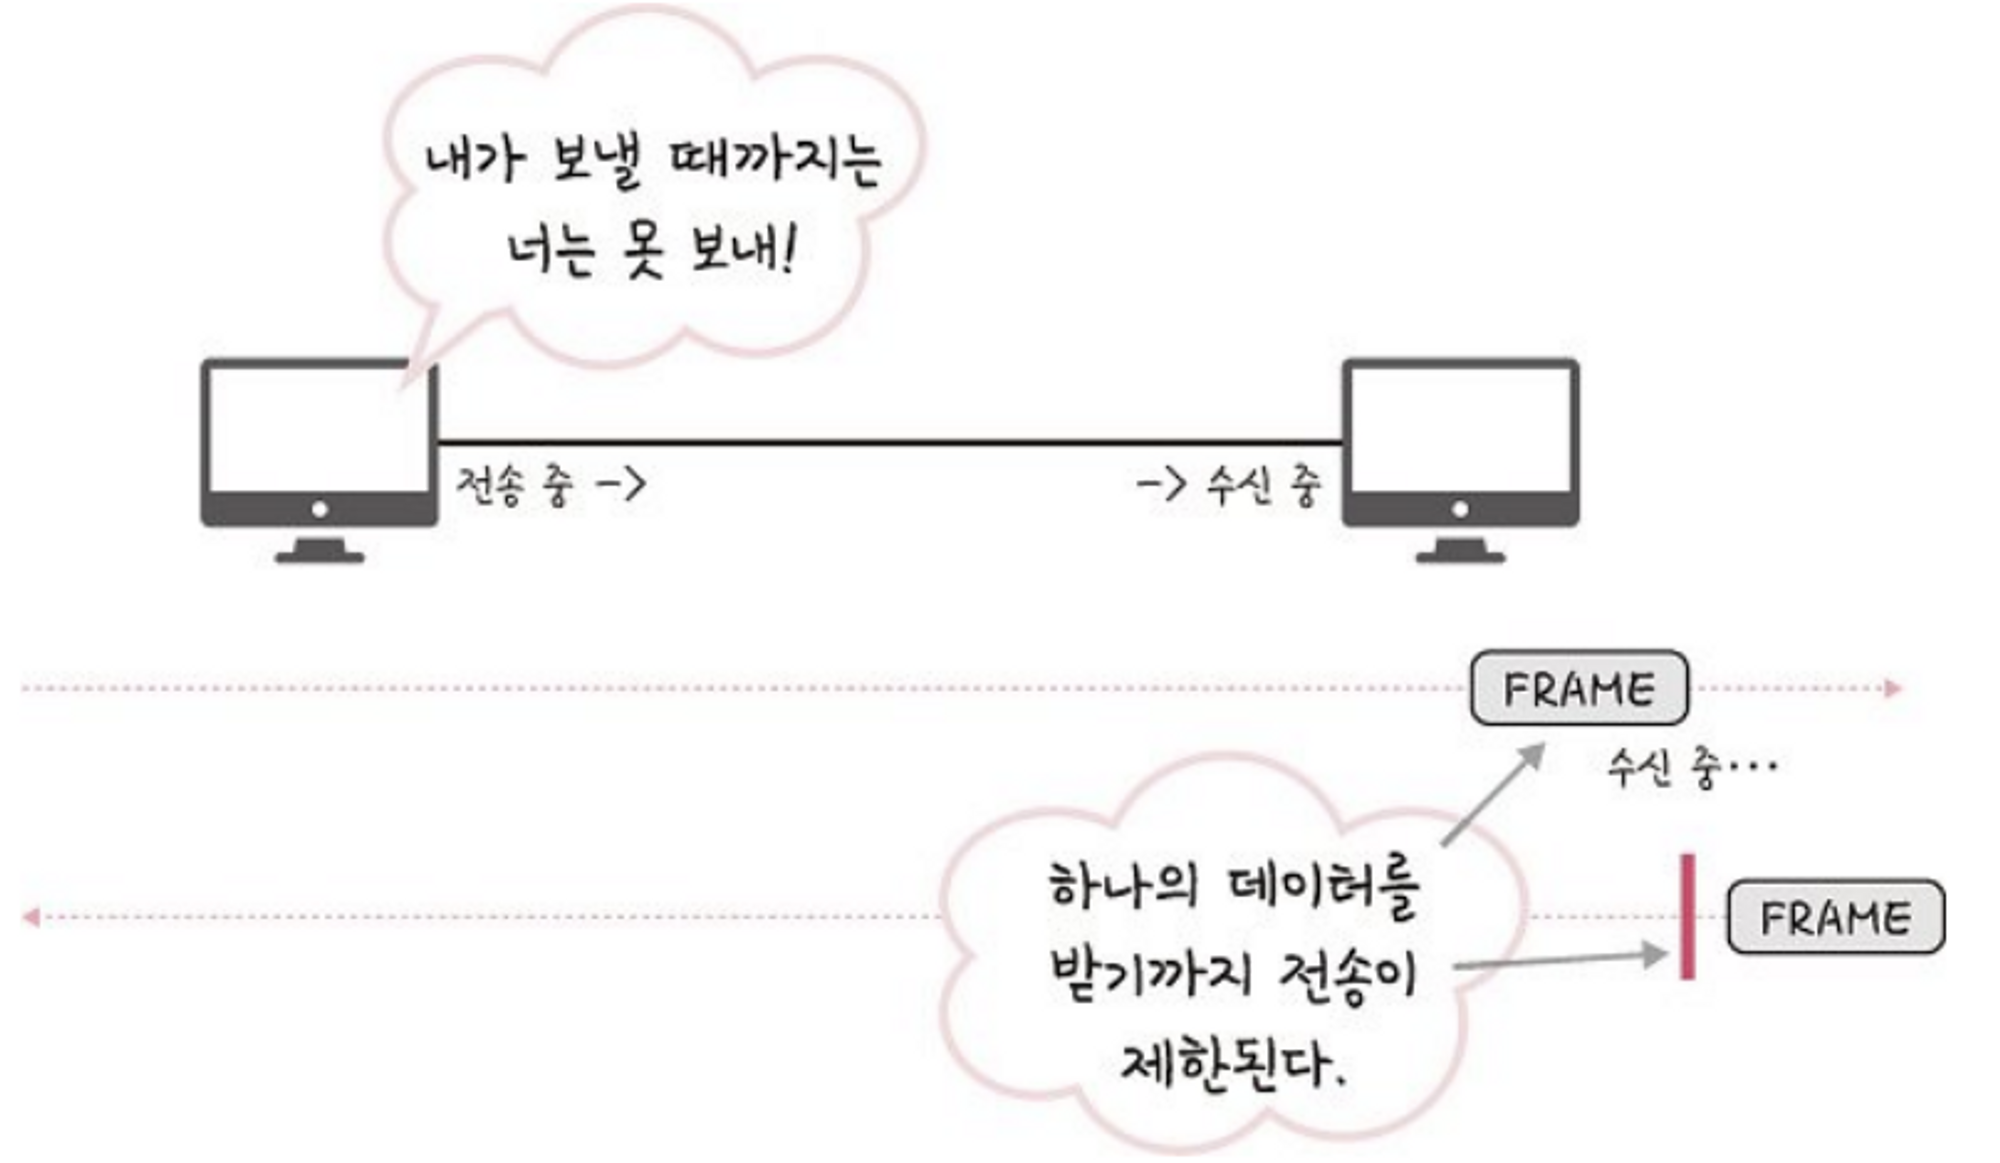 내가 보낼 때까지는
너는 못 보내!
전송 중 ->
-> 수신 중
FRAME
수신 중···
하나의 데이터를
받기까지 전송이
제한된다.
FRAME